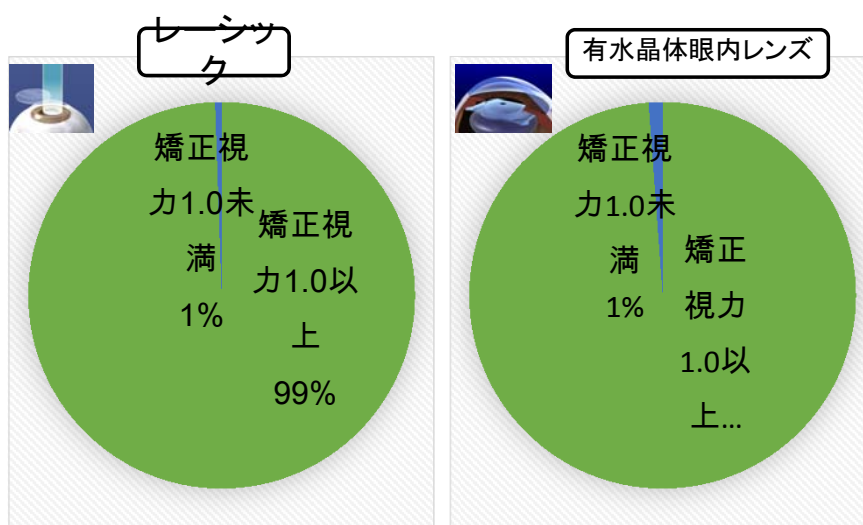 レーシッ
ク
矯正視
力1.0未
満
1%
矯正視
力1.0以
上
99%
有水晶体眼内レンズ
矯正視
力1.0未
満
1%
矯正
視力
1.0以
上...